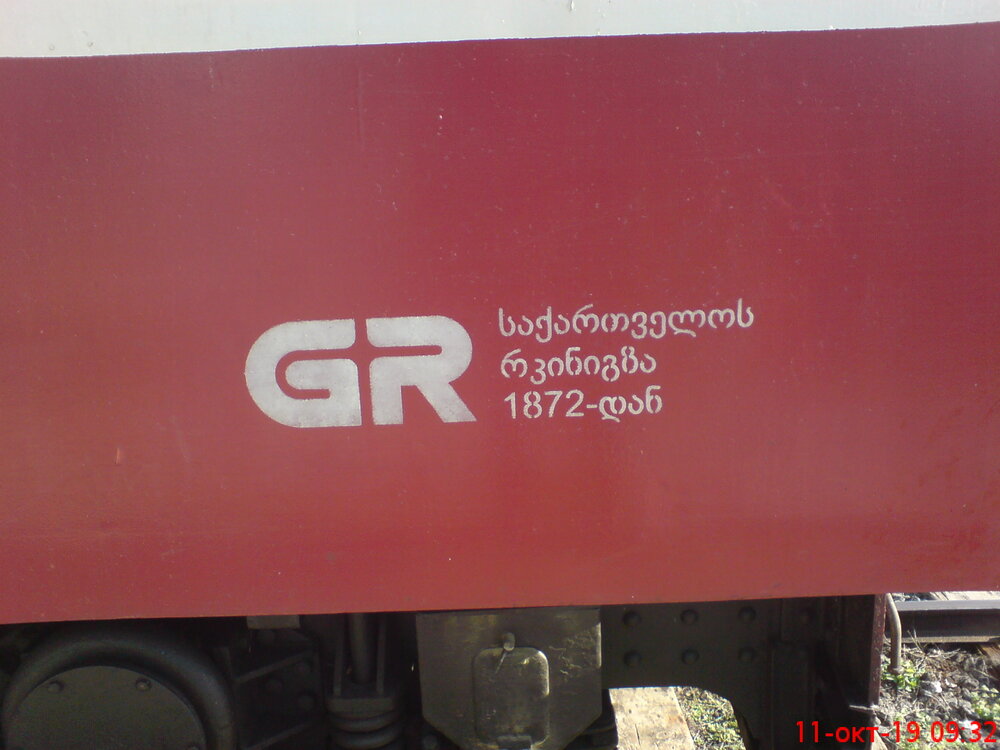 GR
საქართველოს
რკინიგზა
1872-დან
11-окт-19 09:32